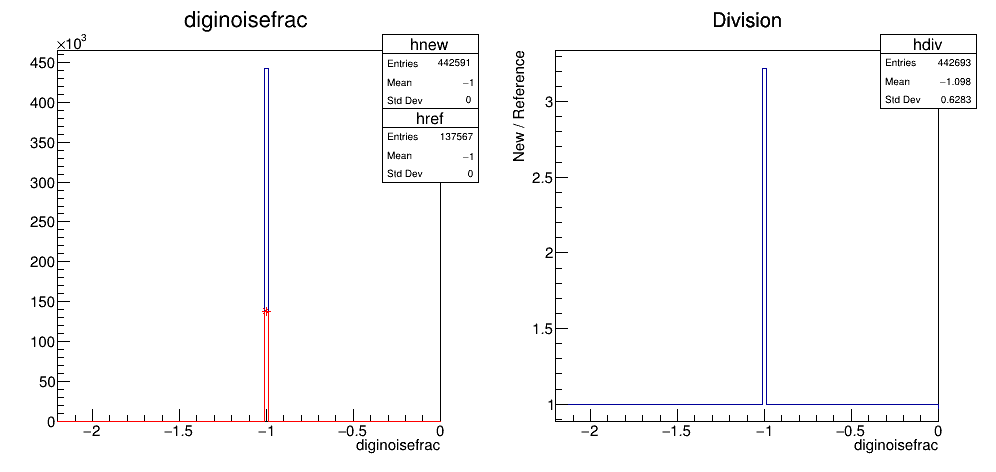 diginoisefrac
×10³
hnew
Entries 442591
Mean −1
Std Dev 0
href
Entries 137567
Mean −1
Std Dev 0
450
400
350
300
250
200
150
100
50
0
−2 −1.5 −1 −0.5 0
diginoisefrac
Division
hdiv
Entries 442693
Mean −1.098
Std Dev 0.6283
New / Reference
3
2.5
2
1.5
1
−2 −1.5 −1 −0.5 0
diginoisefrac